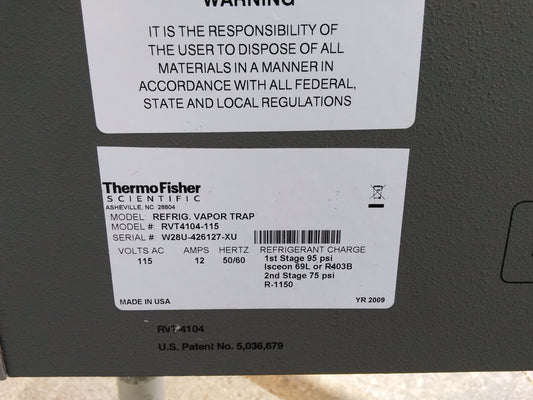 WARNING
IT IS THE RESPONSIBILITY OF
THE USER TO DISPOSE OF ALL
MATERIALS IN A MANNER IN
ACCORDANCE WITH ALL FEDERAL,
STATE AND LOCAL REGULATIONS
ThermoFisher
SCIENTIFIC
ASHEVILLE, NC 28804
MODEL: REFRIG. VAPOR TRAP
MODEL #: RVT4104-115
SERIAL #: W28U-426127-XU
VOLTS AC AMPS HERTZ REFRIGERANT CHARGE
115 12 50/60 1st Stage 95 psi
Isceon 69L or R403B
2nd Stage 75 psi
R-1150
MADE IN USA YR 2009
RVT-4104
U.S. Patent No. 5,036,679